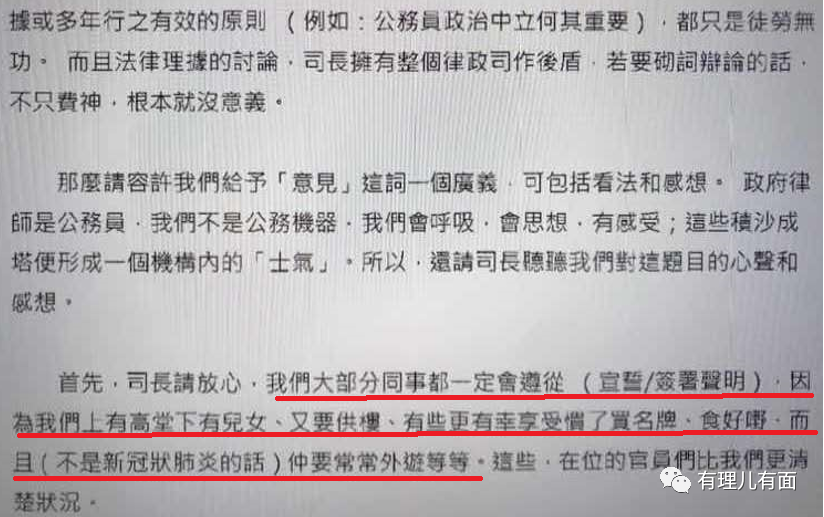 據或多年行之有效的原則 (例如：公務員政治中立何其重要)，都只是徒勞無
功。 而且法律理據的討論，司長擁有整個律政司作後盾，若要砌詞辯論的話，
不只費神，根本就沒意義。
那麼請容許我們給予「意見」這詞一個廣義，可包括看法和感想。 政府律
師是公務員，我們不是公務機器，我們會呼吸，會思想，有感受；這些積沙成
塔便形成一個機構內的「士氣」。所以，還請司長聽聽我們對這題目的心聲和
感想。
首先，司長請放心，我們大部分同事都一定會遵從 (宣誓/簽署聲明)，因
為我們上有高堂下有兒女、又要供樓、有些更有幸享受慣了買名牌、食好嘢，而
且(不是新冠狀肺炎的話)仲要常常外遊等等。這些，在位的官員們比我們更清
楚狀況。
有理儿有面